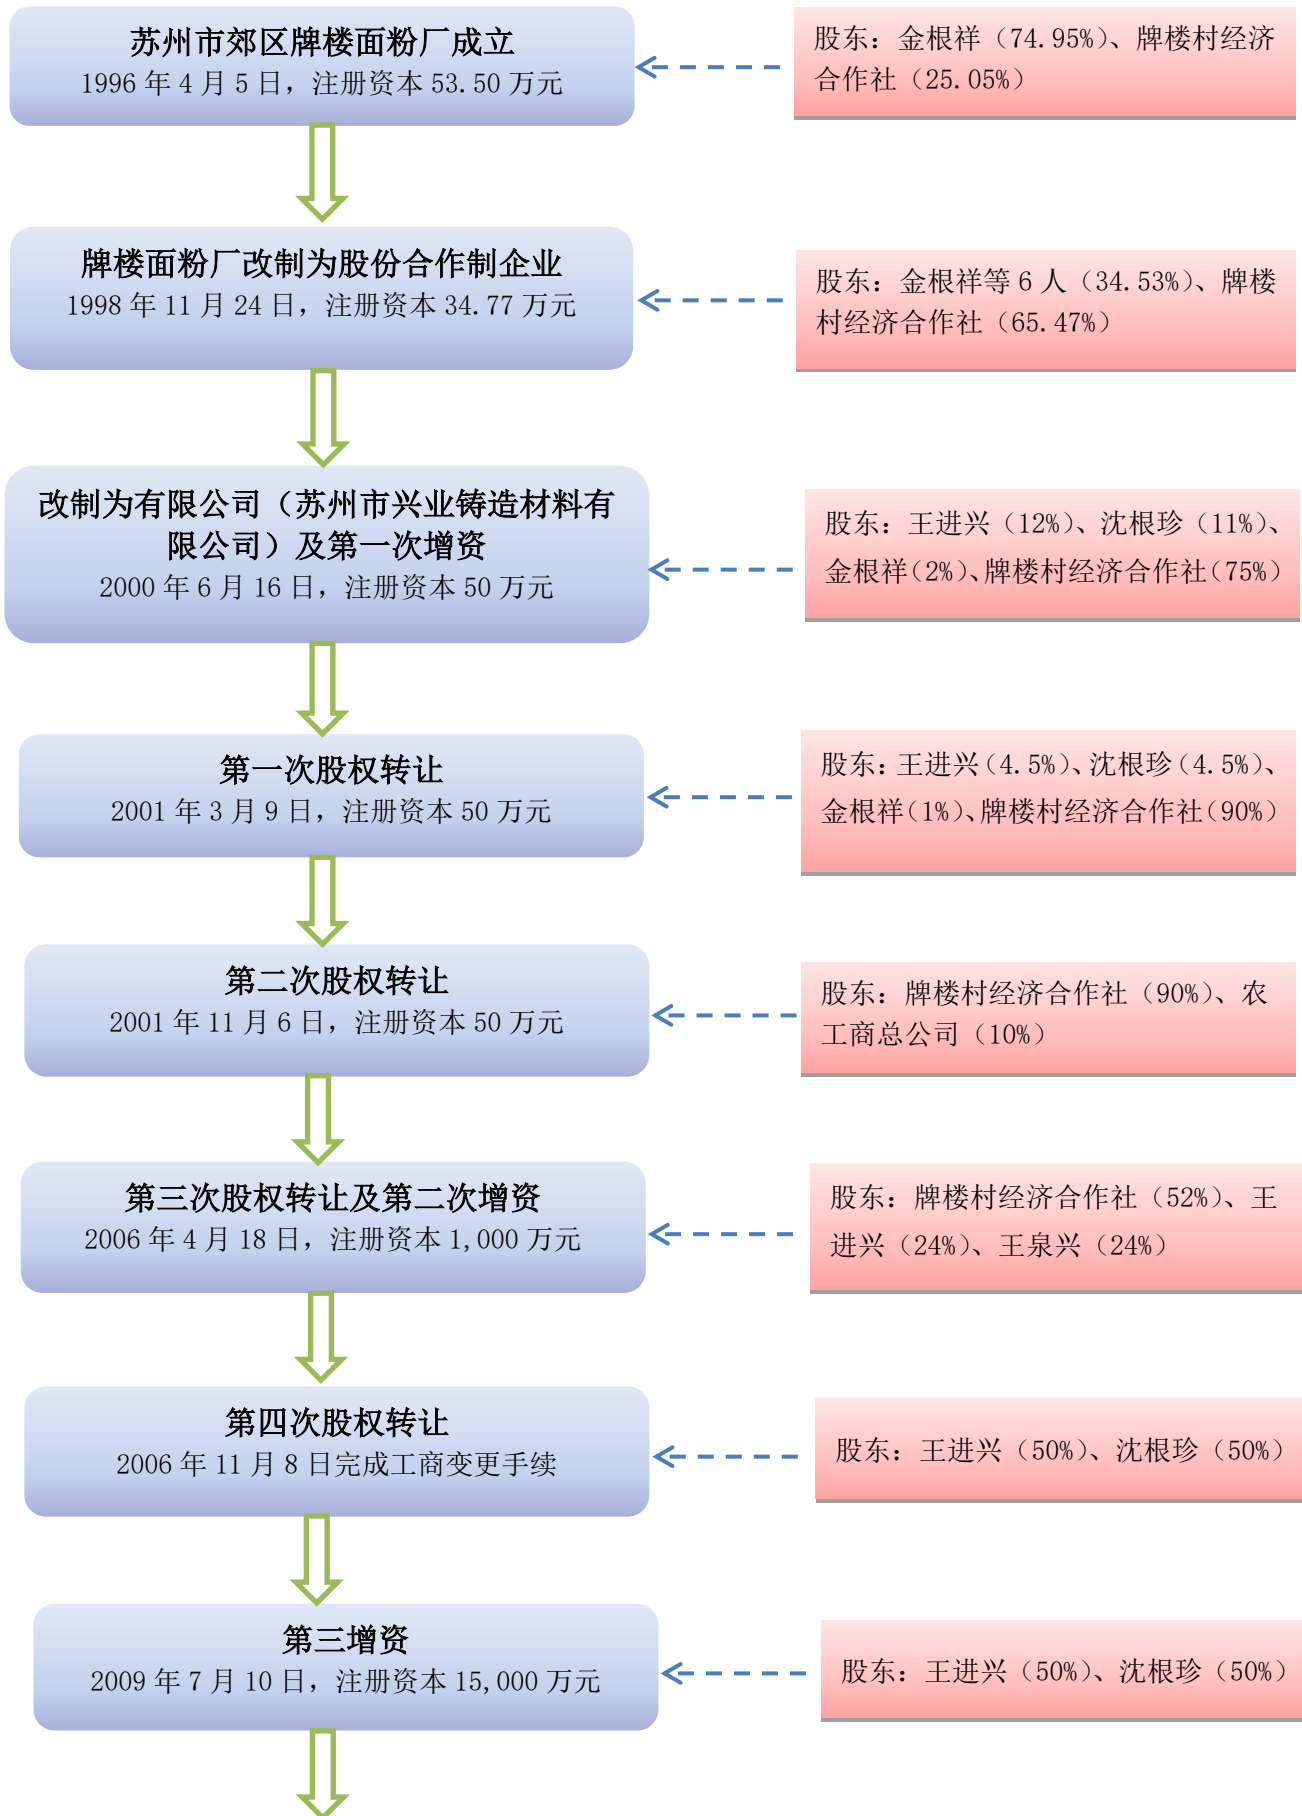 苏州市郊区牌楼面粉厂成立
1996 年 4 月 5 日，注册资本 53.50 万元
股东：金根祥（74.95%）、牌楼村经济
合作社（25.05%）
牌楼面粉厂改制为股份合作制企业
1998 年 11 月 24 日，注册资本 34.77 万元
股东：金根祥等 6 人（34.53%）、牌楼
村经济合作社（65.47%）
改制为有限公司（苏州市兴业铸造材料有
限公司）及第一次增资
2000 年 6 月 16 日，注册资本 50 万元
股东：王进兴（12%）、沈根珍（11%）、
金根祥（2%）、牌楼村经济合作社（75%）
第一次股权转让
2001 年 3 月 9 日，注册资本 50 万元
股东：王进兴（4.5%）、沈根珍（4.5%）、
金根祥（1%）、牌楼村经济合作社（90%）
第二次股权转让
2001 年 11 月 6 日，注册资本 50 万元
股东：牌楼村经济合作社（90%）、农
工商总公司（10%）
第三次股权转让及第二次增资
2006 年 4 月 18 日，注册资本 1,000 万元
股东：牌楼村经济合作社（52%）、王
进兴（24%）、王泉兴（24%）
第四次股权转让
2006 年 11 月 8 日完成工商变更手续
股东：王进兴（50%）、沈根珍（50%）
第三增资
2009 年 7 月 10 日，注册资本 15,000 万元
股东：王进兴（50%）、沈根珍（50%）